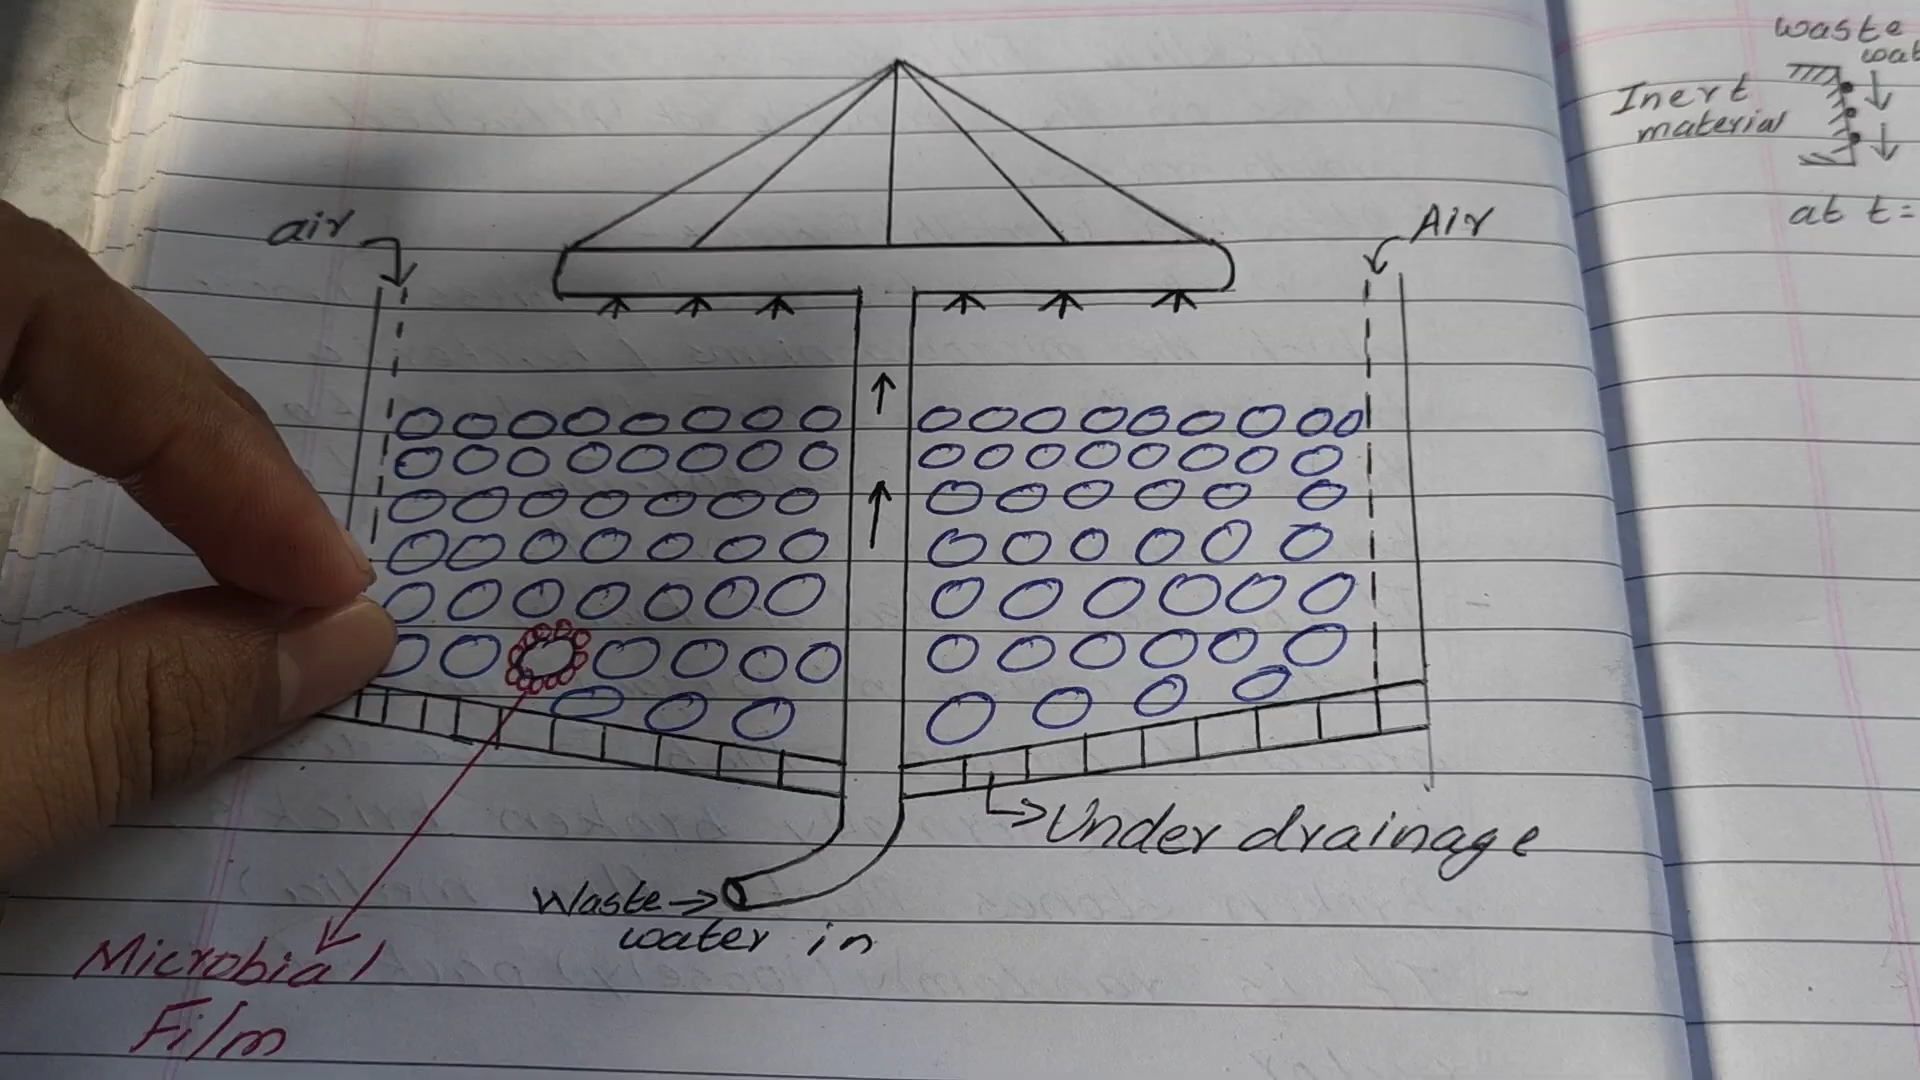 air
Air
Under drainage
Waste
water in
Microbial
Film
waste
Inert
material
at t=